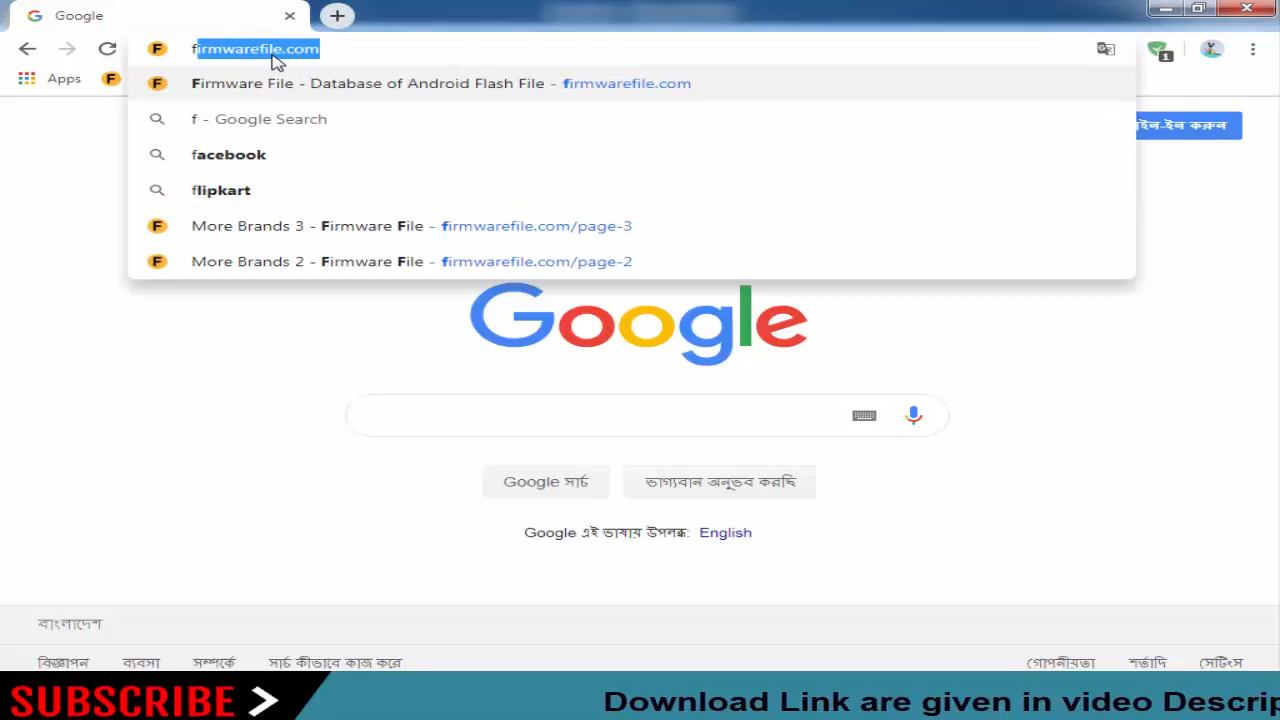 Google
firmwarefile.com
Apps
Firmware File - Database of Android Flash File - firmwarefile.com
f - Google Search
facebook
flipkart
More Brands 3 - Firmware File - firmwarefile.com/page-3
More Brands 2 - Firmware File - firmwarefile.com/page-2
Google
Google সার্চ
ভাগ্যবান অনুভব করছি
Google এই ভাষায় উপলব্ধ: English
বাংলাদেশ
বিজ্ঞাপন ব্যবসা সম্পর্কে সার্চ কীভাবে কাজ করে
গোপনীয়তা শর্তাদি সেটিংস
SUBSCRIBE
Download Link are given in video Descrip